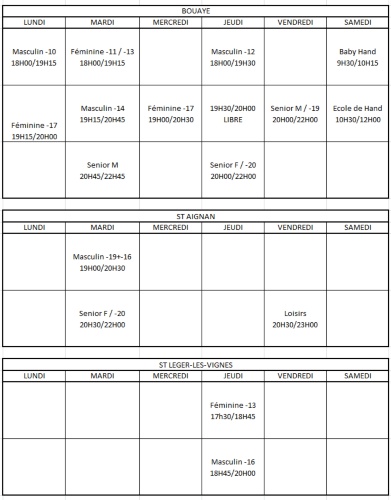 BOUAYE
LUNDI MARDI MERCREDI JEUDI VENDREDI SAMEDI
Masculin -10 Féminine -11 / -13 Masculin -12 Baby Hand
18H00/19H15 18H00/19H15 18H00/19H30 9H30/10H15
Masculin -14 Féminine -17 19H30/20H00 Senior M / -19 Ecole de Hand
19H15/20H45 19H00/20H30 LIBRE 20H00/22H00 10H30/12H00
Féminine -17
19H15/20H00
Senior M Senior F / -20
20H45/22H45 20H00/22H00
ST AIGNAN
LUNDI MARDI MERCREDI JEUDI VENDREDI SAMEDI
Masculin -19+-16
19H00/20H30
Senior F / -20 Loisirs
20H30/22H00 20H30/23H00
ST LEGER-LES-VIGNES
LUNDI MARDI MERCREDI JEUDI VENDREDI SAMEDI
Féminine -13
17h30/18H45
Masculin -16
18H45/20H00